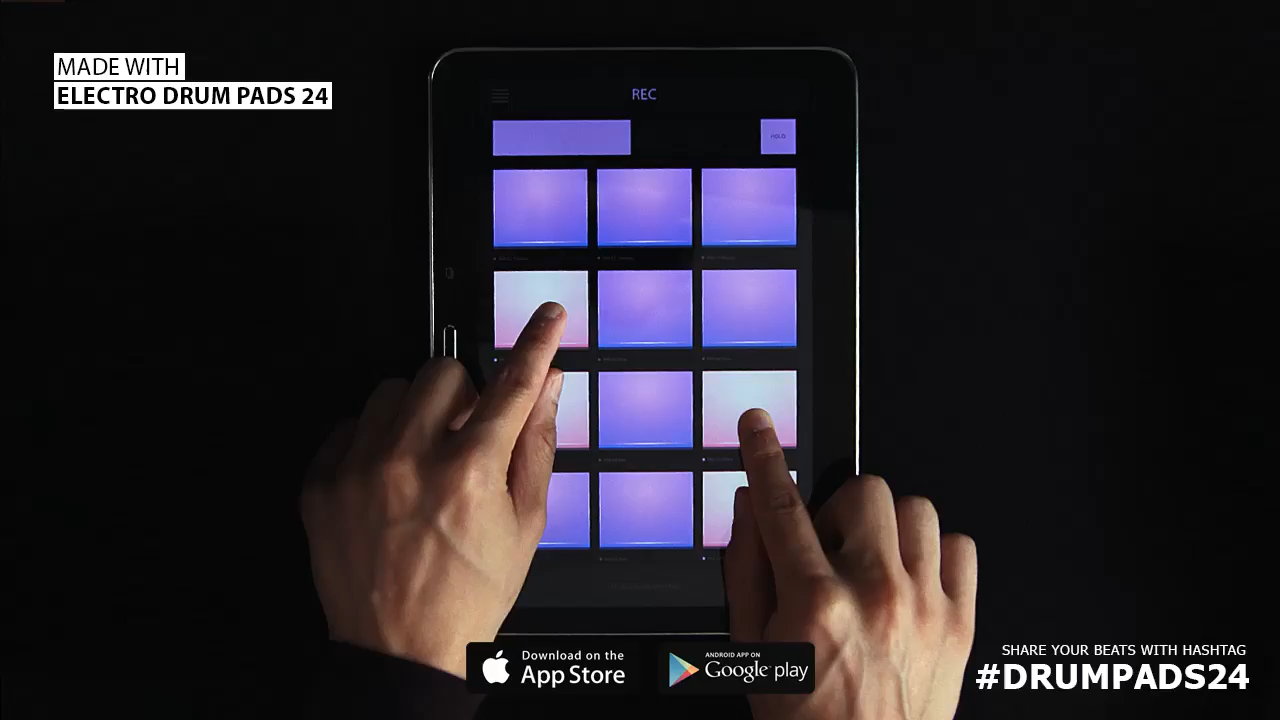 MADE WITH
ELECTRO DRUM PADS 24
REC
HOLD
Download on the
App Store
ANDROID APP ON
Google play
SHARE YOUR BEATS WITH HASHTAG
#DRUMPADS24